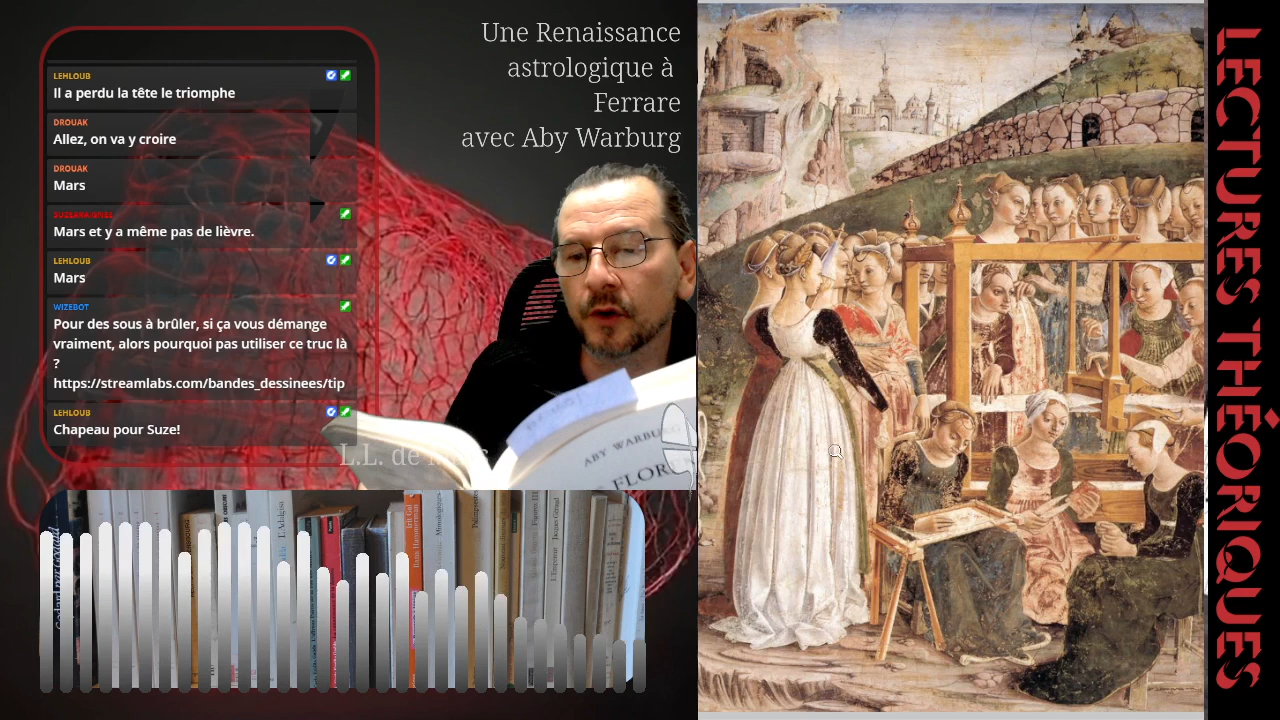 Une Renaissance
astrologique à
Ferrare
avec Aby Warburg
LEHLOUB
Il a perdu la tête le triomphe
DROUAK
Allez, on va y croire
DROUAK
Mars
Mars et y a même pas de lièvre.
LEHLOUB
Mars
WIZEBOT
Pour des sous à brûler, si ça vous démange
vraiment, alors pourquoi pas utiliser ce truc là
?
https://streamlabs.com/bandes_dessinees/tip
LEHLOUB
Chapeau pour Suze!
L.L. de
ABY WARBURG
FLOR
LECTURES THÉORIQUES